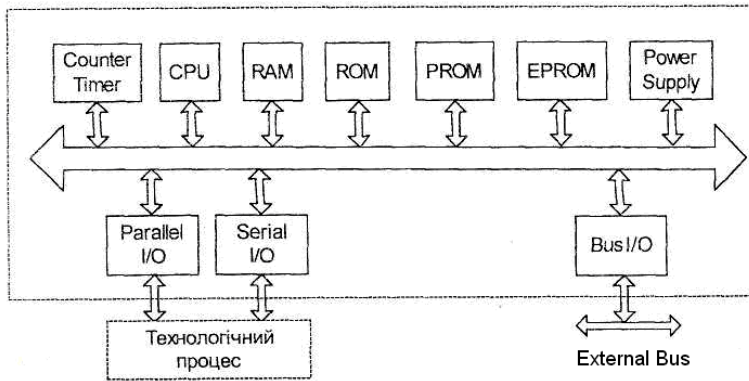 Counter
Timer
CPU
RAM
ROM
PROM
EPROM
Power
Supply
Parallel
I/O
Serial
I/O
Bus I/O
Технологічний
процес
External Bus